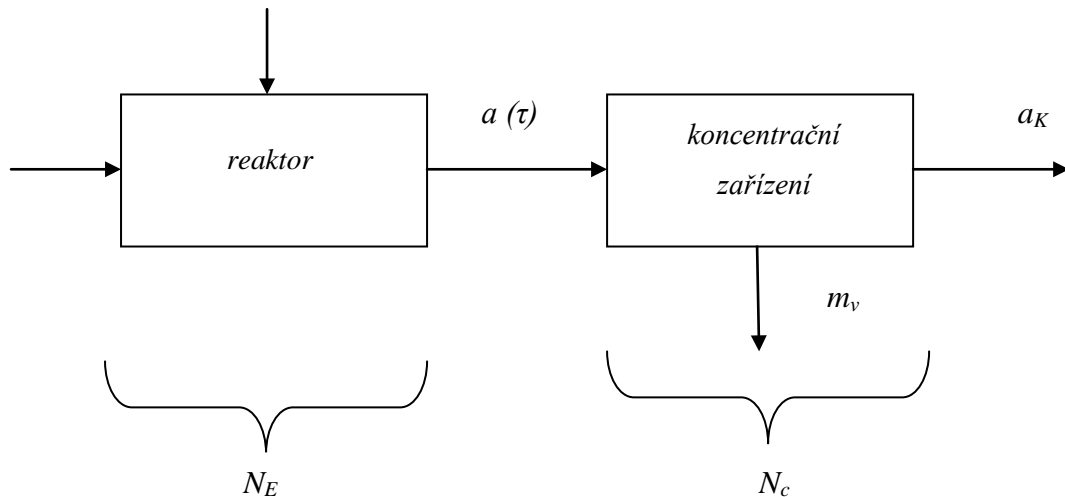 a (τ)
a_K
reaktor
koncentrační
zařízení
m_v
N_E
N_c